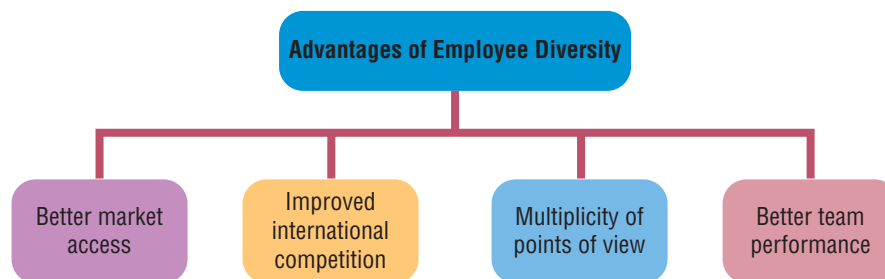 Advantages of Employee Diversity
Better market
access
Improved
international
competition
Multiplicity of
points of view
Better team
performance